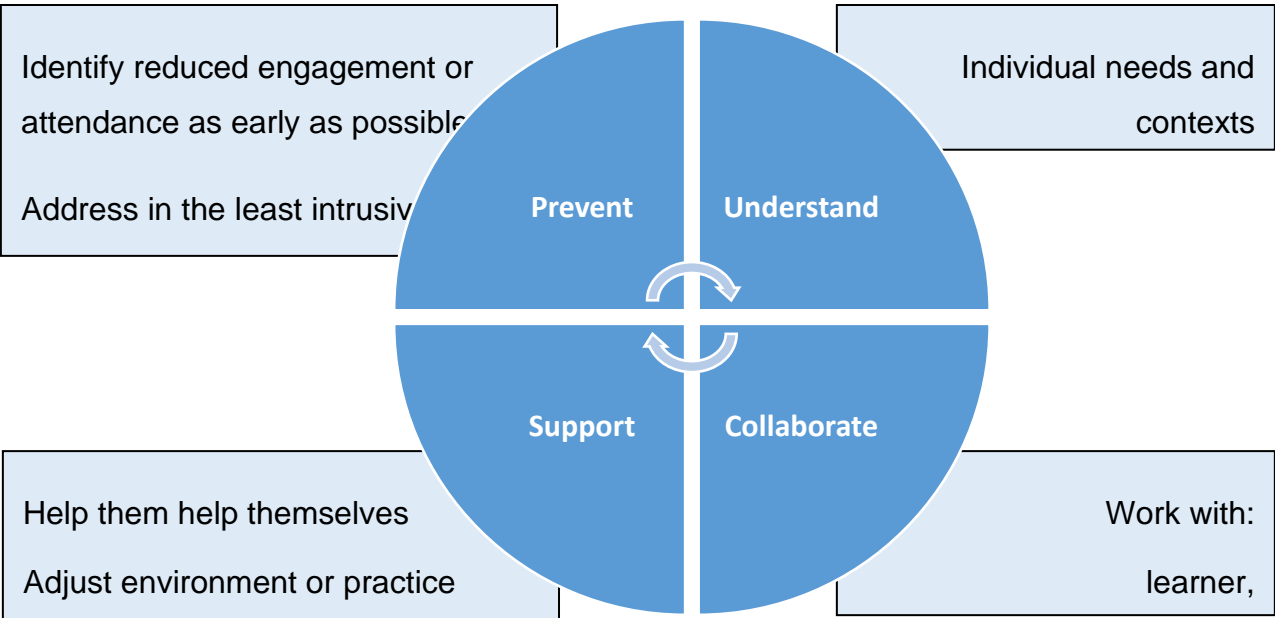 Identify reduced engagement or
attendance as early as possible
Address in the least intrusiv
Individual needs and
contexts
Prevent
Understand
Support
Collaborate
Help them help themselves
Adjust environment or practice
Work with:
learner,